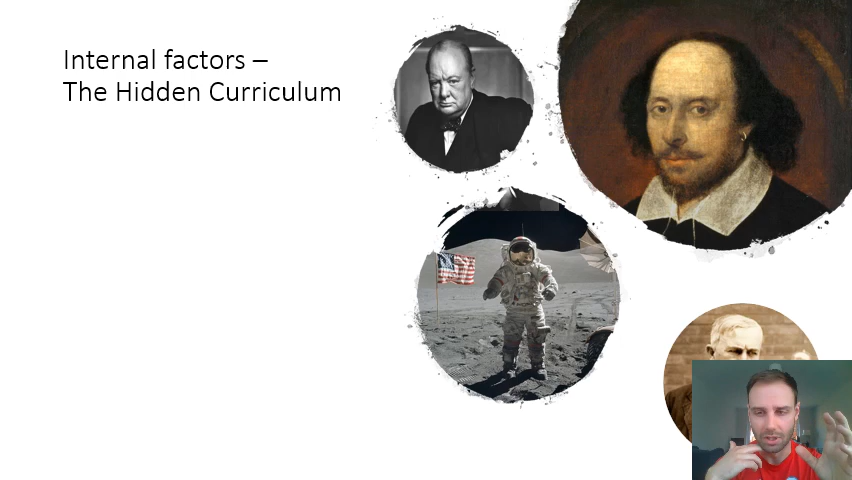 Internal factors –
The Hidden Curriculum